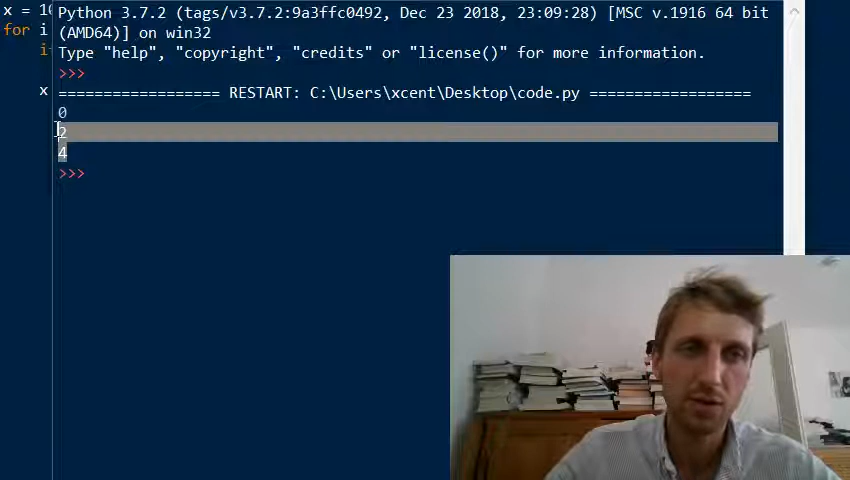 x = 10
for i
i
x
Python 3.7.2 (tags/v3.7.2:9a3ffc0492, Dec 23 2018, 23:09:28) [MSC v.1916 64 bit
(AMD64)] on win32
Type "help", "copyright", "credits" or "license()" for more information.
>>>
================== RESTART: C:\Users\xcent\Desktop\code.py ==================
0
2
4
>>>